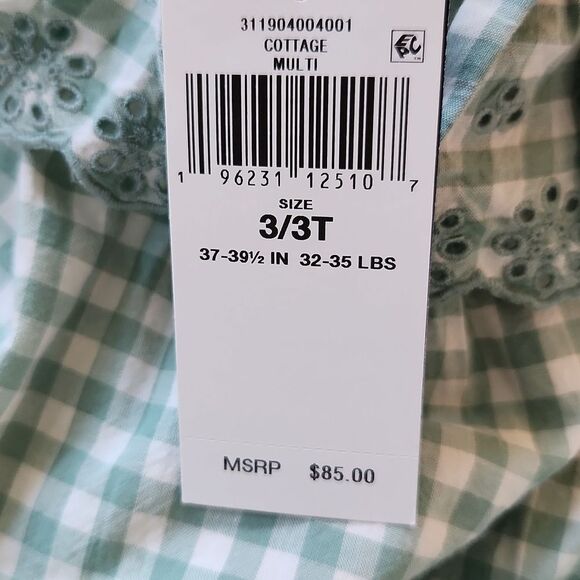 311904004001
COTTAGE
MULTI
EPC
1 96231 12510 7
SIZE
3/3T
37-39½ IN 32-35 LBS
MSRP $85.00